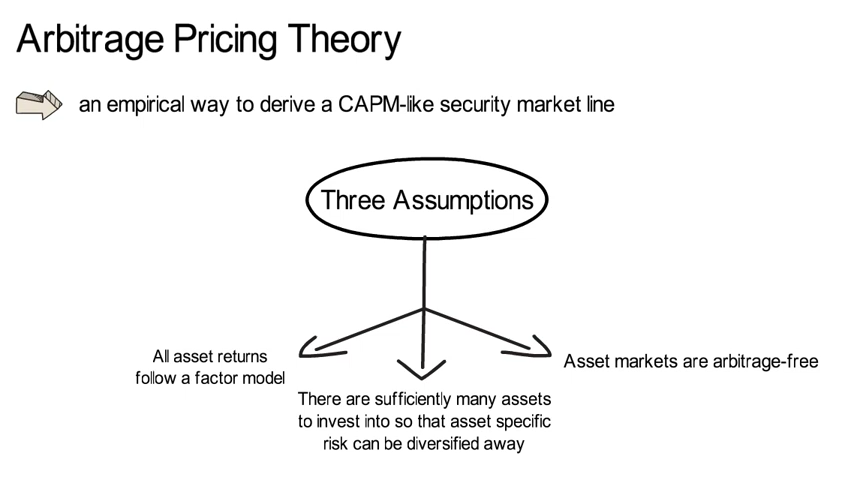 Arbitrage Pricing Theory
an empirical way to derive a CAPM-like security market line
Three Assumptions
All asset returns
follow a factor model
There are sufficiently many assets
to invest into so that asset specific
risk can be diversified away
Asset markets are arbitrage-free